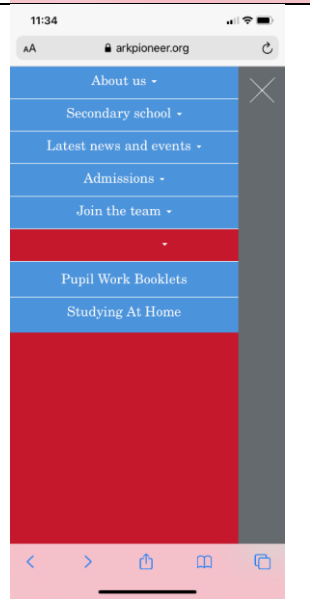 11:34
AA arkpioneer.org
About us
Secondary school
Latest news and events
Admissions
Join the team
Pupil Work Booklets
Studying At Home